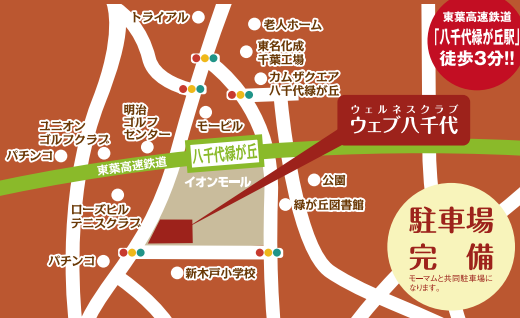 トライアル
老人ホーム
東名化成
千葉工場
カムザクエア
八千代緑が丘
東葉高速鉄道
「八千代緑が丘駅」
徒歩3分!!
ウェルネスクラブ
ウェブ八千代
明治
ゴルフ
センター
モービル
ユニオン
ゴルフクラブ
パチンコ
東葉高速鉄道
八千代緑が丘
イオンモール
公園
緑が丘図書館
ローズヒル
テニスクラブ
パチンコ
新木戸小学校
駐車場
完備
モーマムと共同駐車場に
なります。